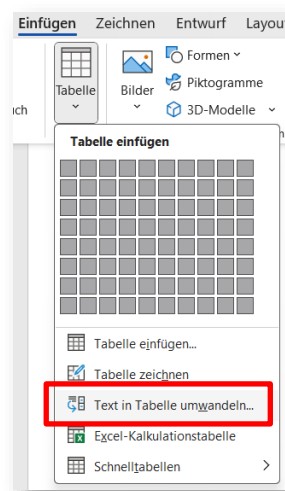 Einfügen Zeichnen Entwurf Layou
Tabelle
Bilder
Formen
Piktogramme
3D-Modelle
ch
Tabelle einfügen
Tabelle einfügen...
Tabelle zeichnen
Text in Tabelle umwandeln...
Excel-Kalkulationstabelle
Schnelltabellen